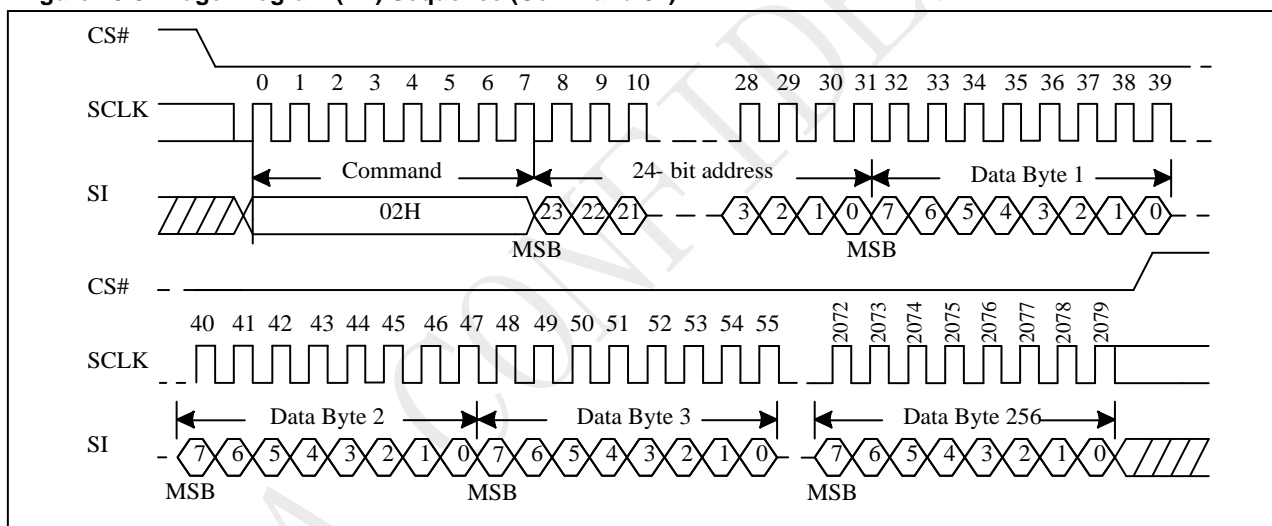 CS#
0 1 2 3 4 5 6 7 8 9 10 28 29 30 31 32 33 34 35 36 37 38 39
SCLK
Command 24- bit address Data Byte 1
SI
02H 23 22 21 3 2 1 0 7 6 5 4 3 2 1 0
MSB MSB
CS#
40 41 42 43 44 45 46 47 48 49 50 51 52 53 54 55 2072 2073 2074 2075 2076 2077 2078 2079
SCLK
Data Byte 2 Data Byte 3 Data Byte 256
SI
7 6 5 4 3 2 1 0 7 6 5 4 3 2 1 0 7 6 5 4 3 2 1 0
MSB MSB MSB